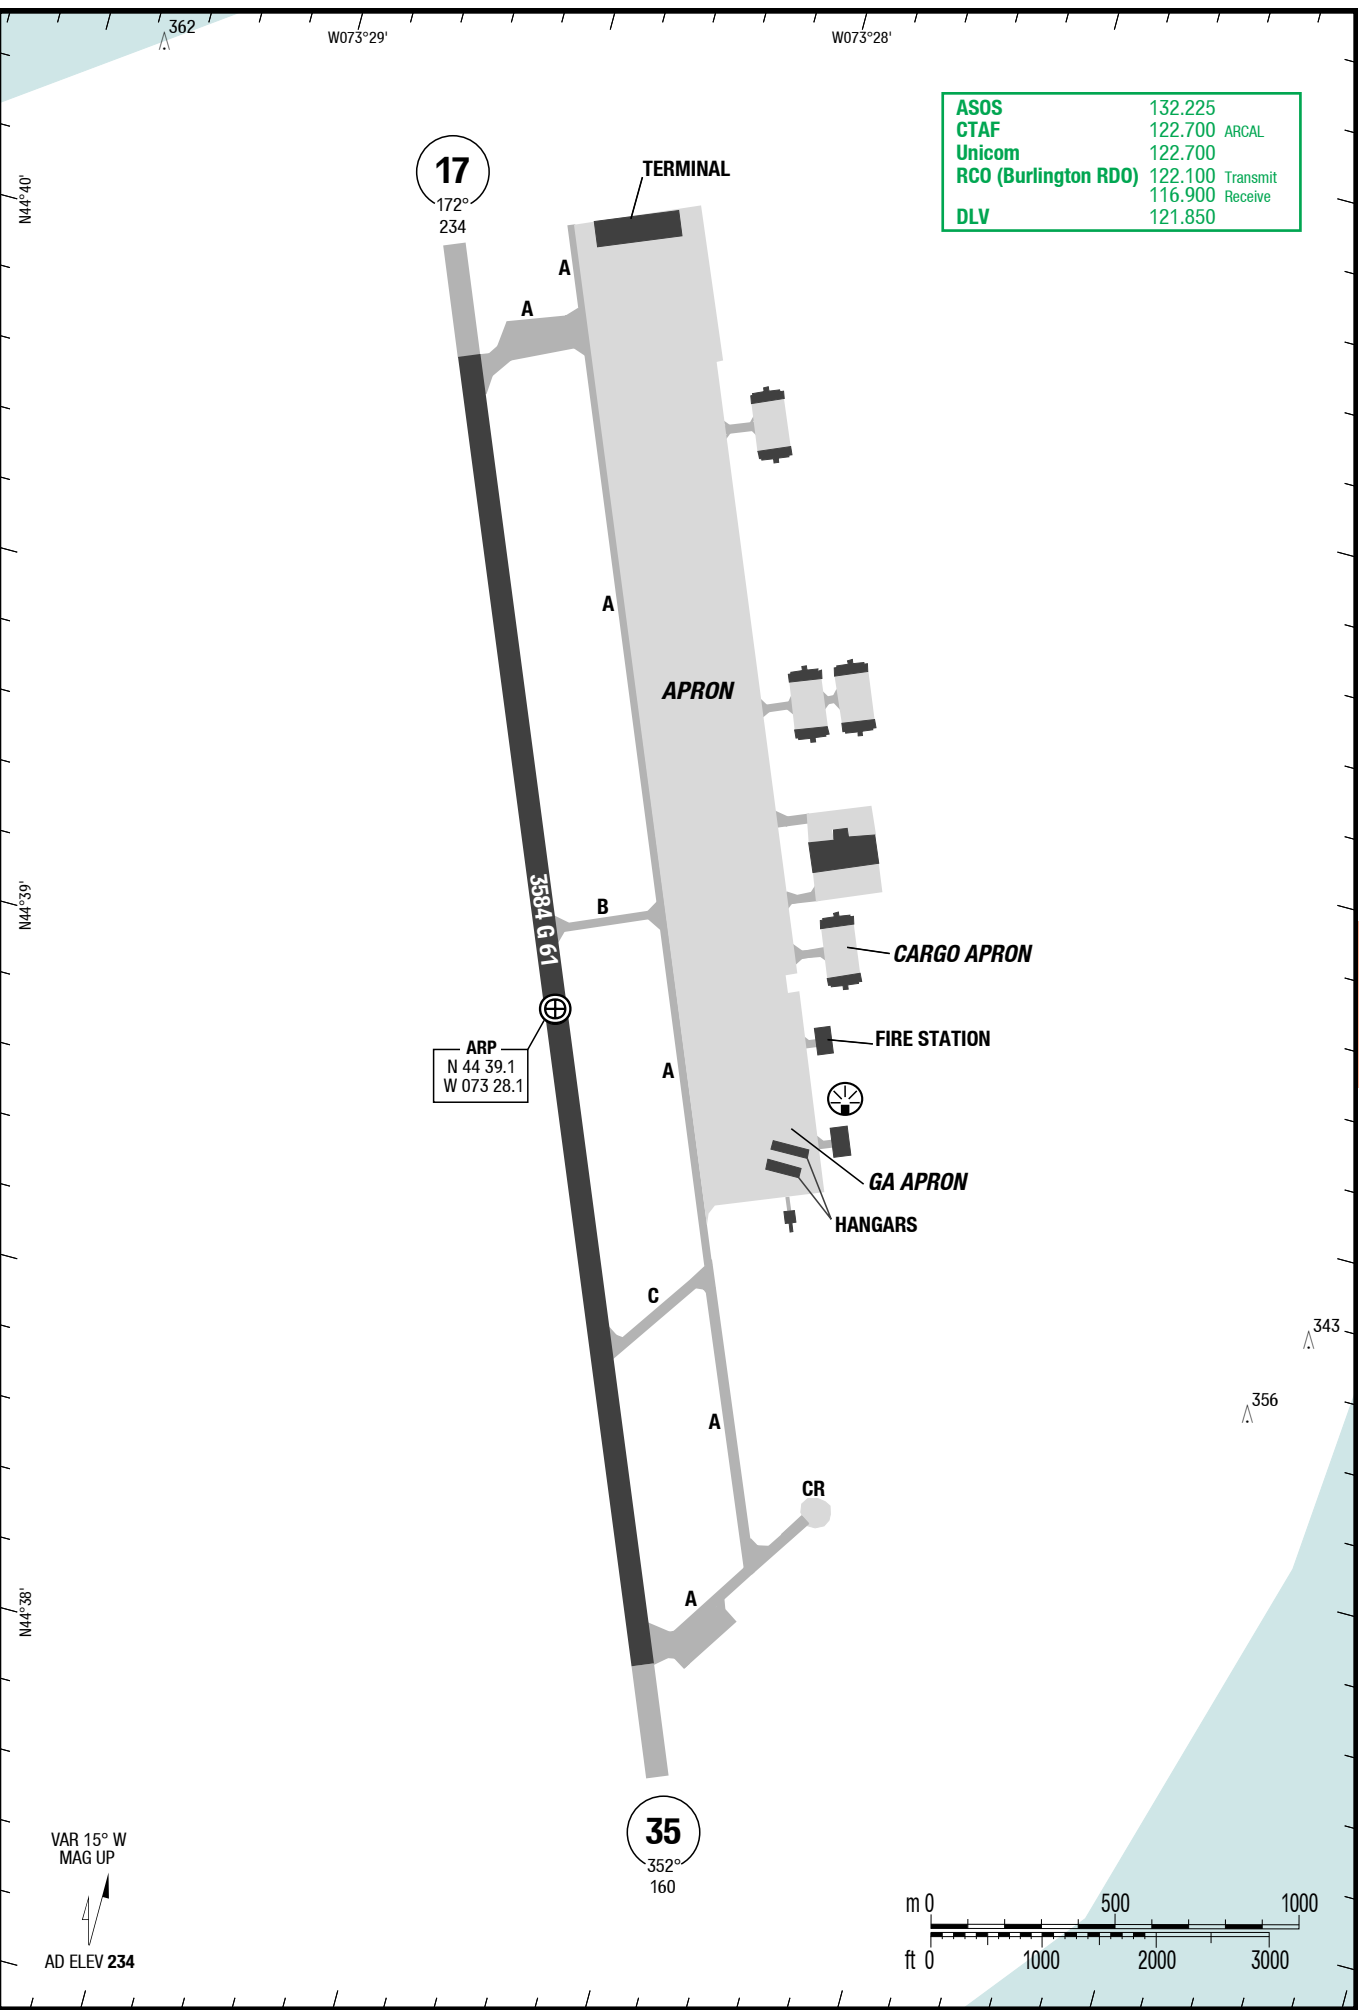 362
W073°29'
W073°28'
ASOS 132.225
CTAF 122.700 ARCAL
Unicom 122.700
RCO (Burlington RDO) 122.100 Transmit
116.900 Receive
DLV 121.850
N44°40'
17
172°
234
TERMINAL
A
A
A
APRON
N44°39'
3584 G 61
B
CARGO APRON
ARP
N 44 39.1
W 073 28.1
FIRE STATION
A
GA APRON
HANGARS
C
343
356
A
CR
N44°38'
A
35
352°
160
VAR 15° W
MAG UP
AD ELEV 234
m 0 500 1000
ft 0 1000 2000 3000